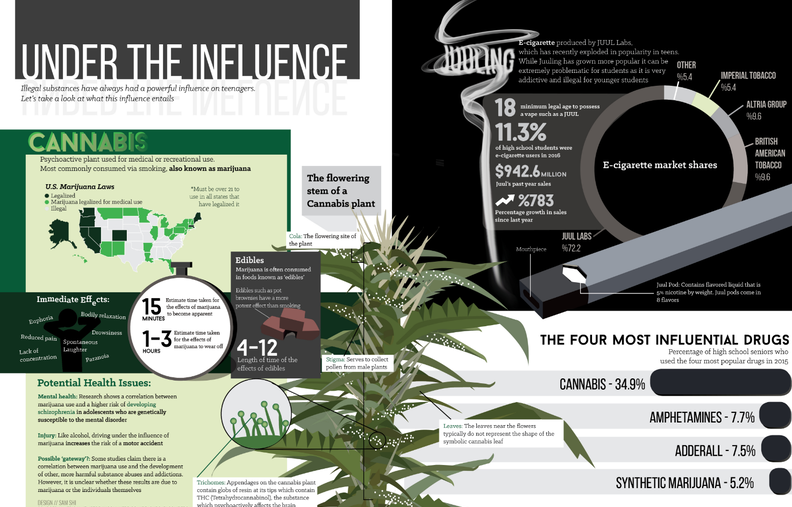 UNDER THE INFLUENCE
Illegal substances have always had a powerful influence on teenagers.
Let's take a look at what this influence entails
CANNABIS
Psychoactive plant used for medical or recreational use.
Most commonly consumed via smoking, also known as marijuana
U.S. Marijuana Laws
Legalized
Marijuana legalized for medical use
Illegal
*Must be over 21 to
use in all states that
have legalized it
The flowering
stem of a
Cannabis plant
Cola: The flowering site of
the plant
Immediate Effects:
Euphoria
Bodily relaxation
Reduced pain
Drowsiness
Spontaneous
Laughter
Lack of
concentration
Paranoia
15
MINUTES
Estimate time taken for
the effects of marijuana
to become apparent
1-3
HOURS
Estimate time taken
for the effects of
marijuana to wear off
Edibles
Marijuana is often consumed
in foods known as 'edibles'
Edibles such as pot
brownies have a more
potent effect than smoking
4-12
Length of time of the
effects of edibles
Stigma: Serves to collect
pollen from male plants
Potential Health Issues:
Mental health: Research shows a correlation between
marijuana use and a higher risk of developing
schizophrenia in adolescents who are genetically
susceptible to the mental disorder
Injury: Like alcohol, driving under the influence of
marijuana increases the risk of a motor accident
Possible 'gateway'?: Some studies claim there is a
correlation between marijuana use and the development
of other, more harmful substance abuses and addictions.
However, it is unclear whether these results are due to
marijuana or the individuals themselves
DESIGN // SAM SHI
Trichomes: Appendages on the cannabis plant
contain globs of resin at its tips which contain
THC (Tetrahydrocannabinol), the substance
which psychoactively affects the brain
Leaves: The leaves near the flowers
typically do not represent the shape of the
symbolic cannabis leaf
JUULING
E-cigarette produced by JUUL Labs,
which has recently exploded in popularity in teens.
While Juuling has grown more popular it can be
extremely problematic for students as it is very
addictive and illegal for younger students
18 minimum legal age to possess
a vape such as a JUUL
11.3%
of high school students were
e-cigarette users in 2016
$942.6 MILLION
Juul's past year sales
%783
Percentage growth in sales
since last year
E-cigarette market shares
OTHER
%5.4
IMPERIAL TOBACCO
%5.4
ALTRIA GROUP
%9.6
BRITISH
AMERICAN
TOBACCO
%9.6
JUUL LABS
%72.2
Mouthpiece
Juul Pod: Contains flavored liquid that is
5% nicotine by weight. Juul pods come in
8 flavors
THE FOUR MOST INFLUENTIAL DRUGS
Percentage of high school seniors who
used the four most popular drugs in 2015
CANNABIS - 34.9%
AMPHETAMINES - 7.7%
ADDERALL - 7.5%
SYNTHETIC MARIJUANA - 5.2%